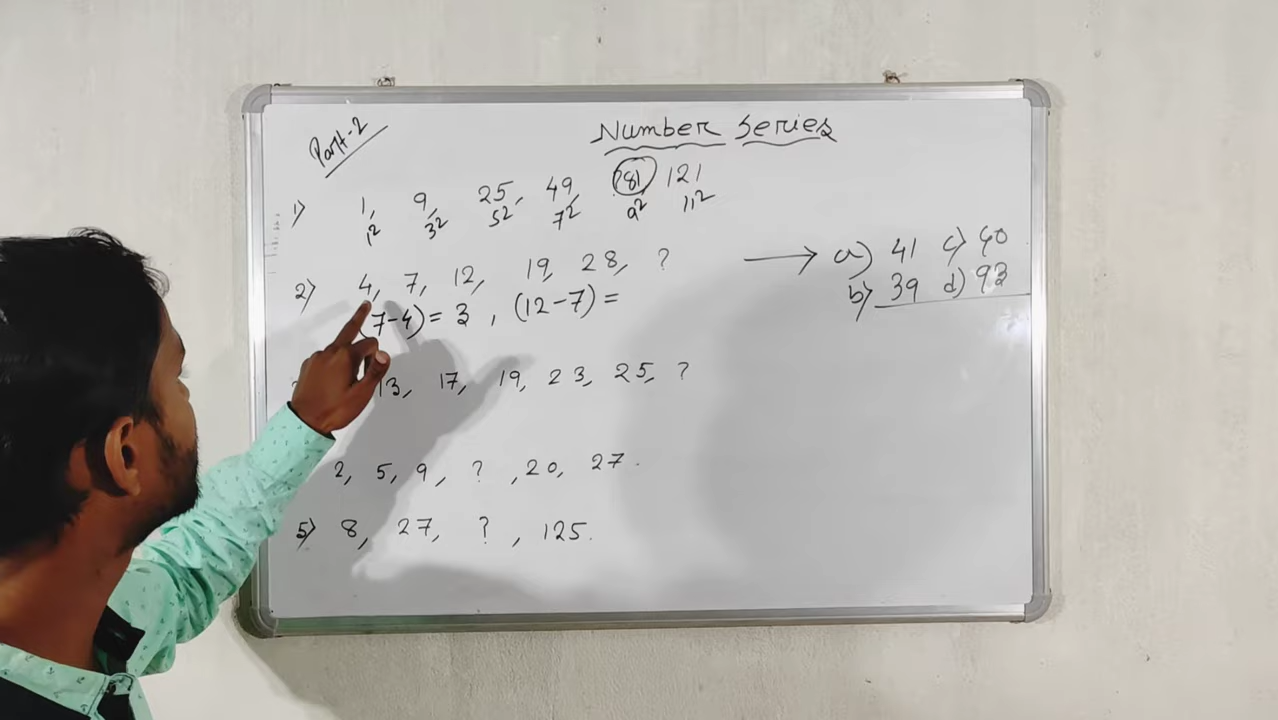 Part-2
Number Series
1) 1, 9, 25, 49, 81, 121
1² 3² 5² 7² 9² 11²
2) 4, 7, 12, 19, 28, ? → a) 41 c) 40
(7-4) = 3, (12-7) = b) 39 d) 93
13, 17, 19, 23, 25, ?
2, 5, 9, ?, 20, 27.
5) 8, 27, ?, 125.